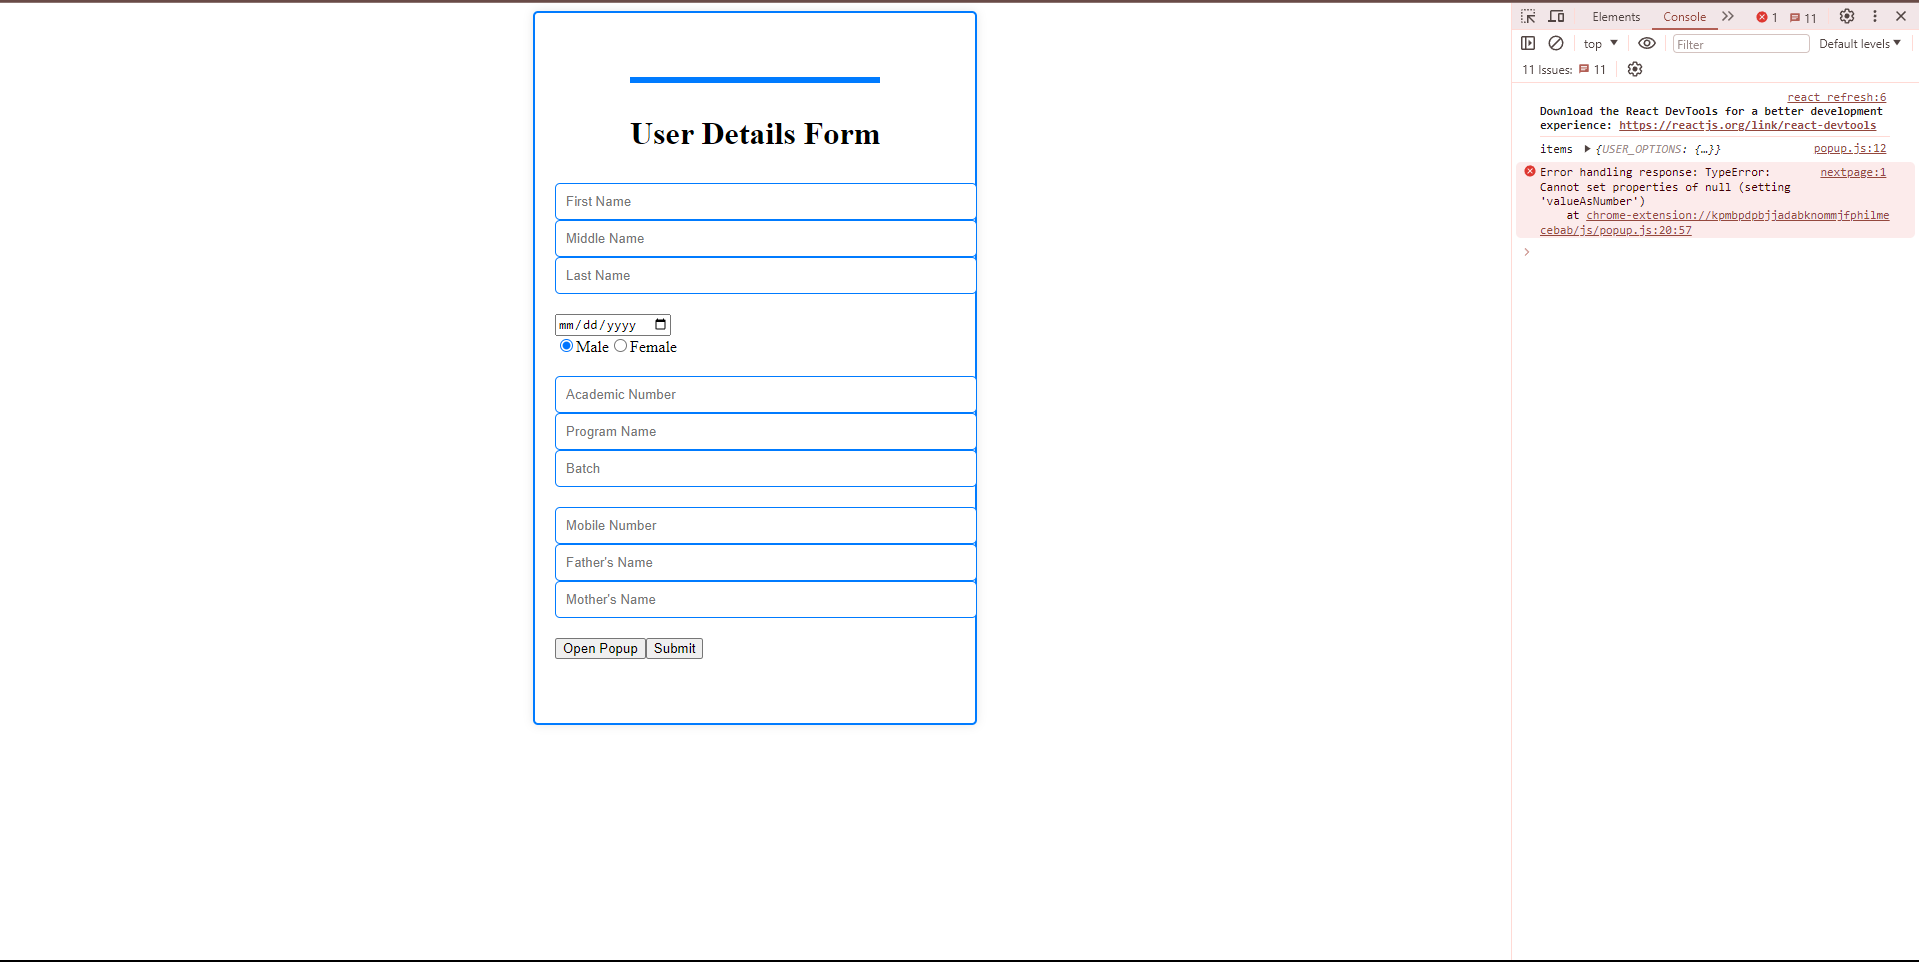 User Details Form
First Name
Middle Name
Last Name
mm/dd/yyyy
Male Female
Academic Number
Program Name
Batch
Mobile Number
Father's Name
Mother's Name
Open Popup Submit
Elements Console 1 11
top Filter Default levels
11 Issues: 11
react refresh:6
Download the React DevTools for a better development
experience: https://reactjs.org/link/react-devtools
items {USER_OPTIONS: {…}} popup.js:12
Error handling response: TypeError: nextpage:1
Cannot set properties of null (setting
'valueAsNumber')
at chrome-extension://kpmbpdpbjjadabknommjfphilme
cebab/js/popup.js:20:57